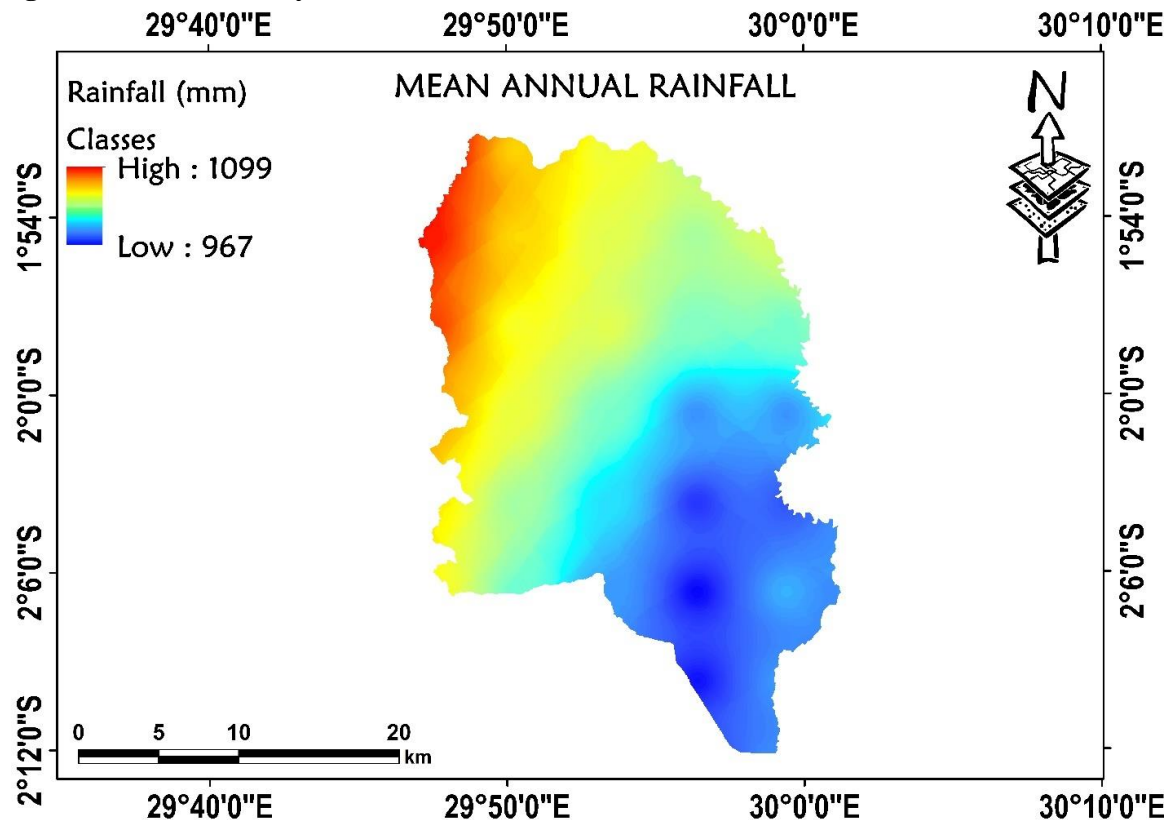 29°40'0"E 29°50'0"E 30°0'0"E 30°10'0"E
MEAN ANNUAL RAINFALL
Rainfall (mm)
Classes
High : 1099
Low : 967
N
1°54'0"S 1°54'0"S
2°0'0"S 2°0'0"S
2°6'0"S 2°6'0"S
2°12'0"S
0 5 10 20
km
29°40'0"E 29°50'0"E 30°0'0"E 30°10'0"E